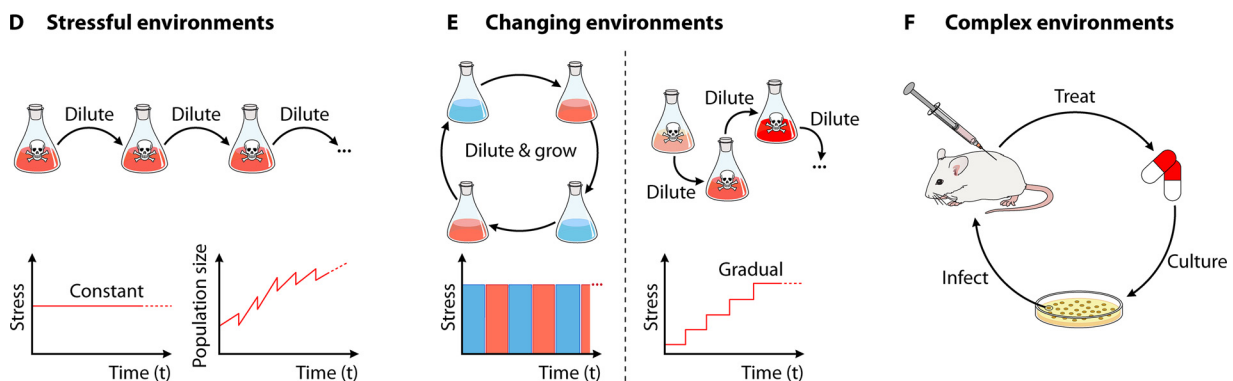 D Stressful environments
Dilute
Dilute
Dilute
...
Stress
Constant
Time (t)
Population size
Time (t)
E Changing environments
Dilute & grow
Stress
...
Time (t)
Dilute
Dilute
Dilute
...
Stress
Gradual
Time (t)
F Complex environments
Treat
Culture
Infect